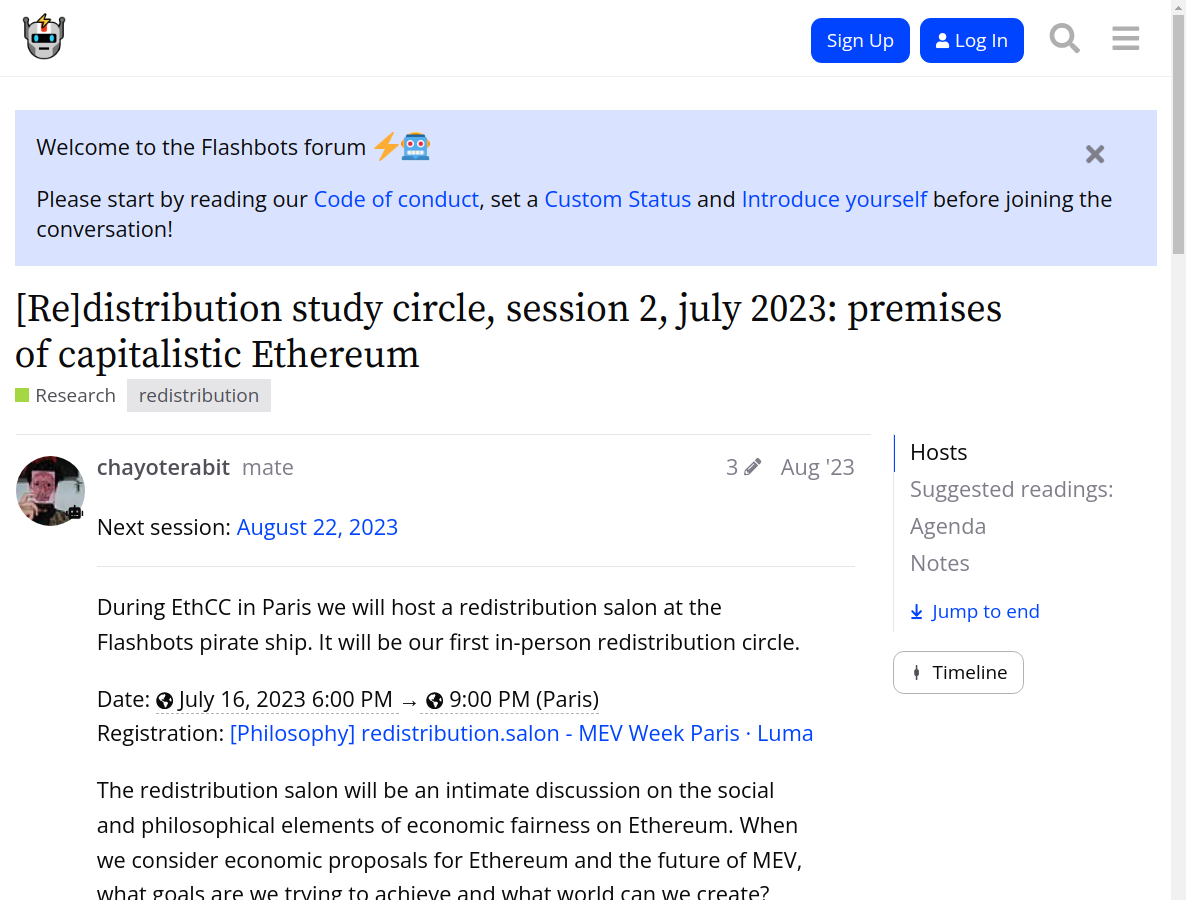 Sign Up
Log In
Welcome to the Flashbots forum
Please start by reading our Code of conduct, set a Custom Status and Introduce yourself before joining the
conversation!
[Re]distribution study circle, session 2, july 2023: premises
of capitalistic Ethereum
Research
redistribution
chayoterabit mate
3
Aug '23
Next session: August 22, 2023
During EthCC in Paris we will host a redistribution salon at the
Flashbots pirate ship. It will be our first in-person redistribution circle.
Date: July 16, 2023 6:00 PM → 9:00 PM (Paris)
Registration: [Philosophy] redistribution.salon - MEV Week Paris · Luma
The redistribution salon will be an intimate discussion on the social
and philosophical elements of economic fairness on Ethereum. When
we consider economic proposals for Ethereum and the future of MEV,
what goals are we trying to achieve and what world can we create?
Hosts
Suggested readings:
Agenda
Notes
Jump to end
Timeline